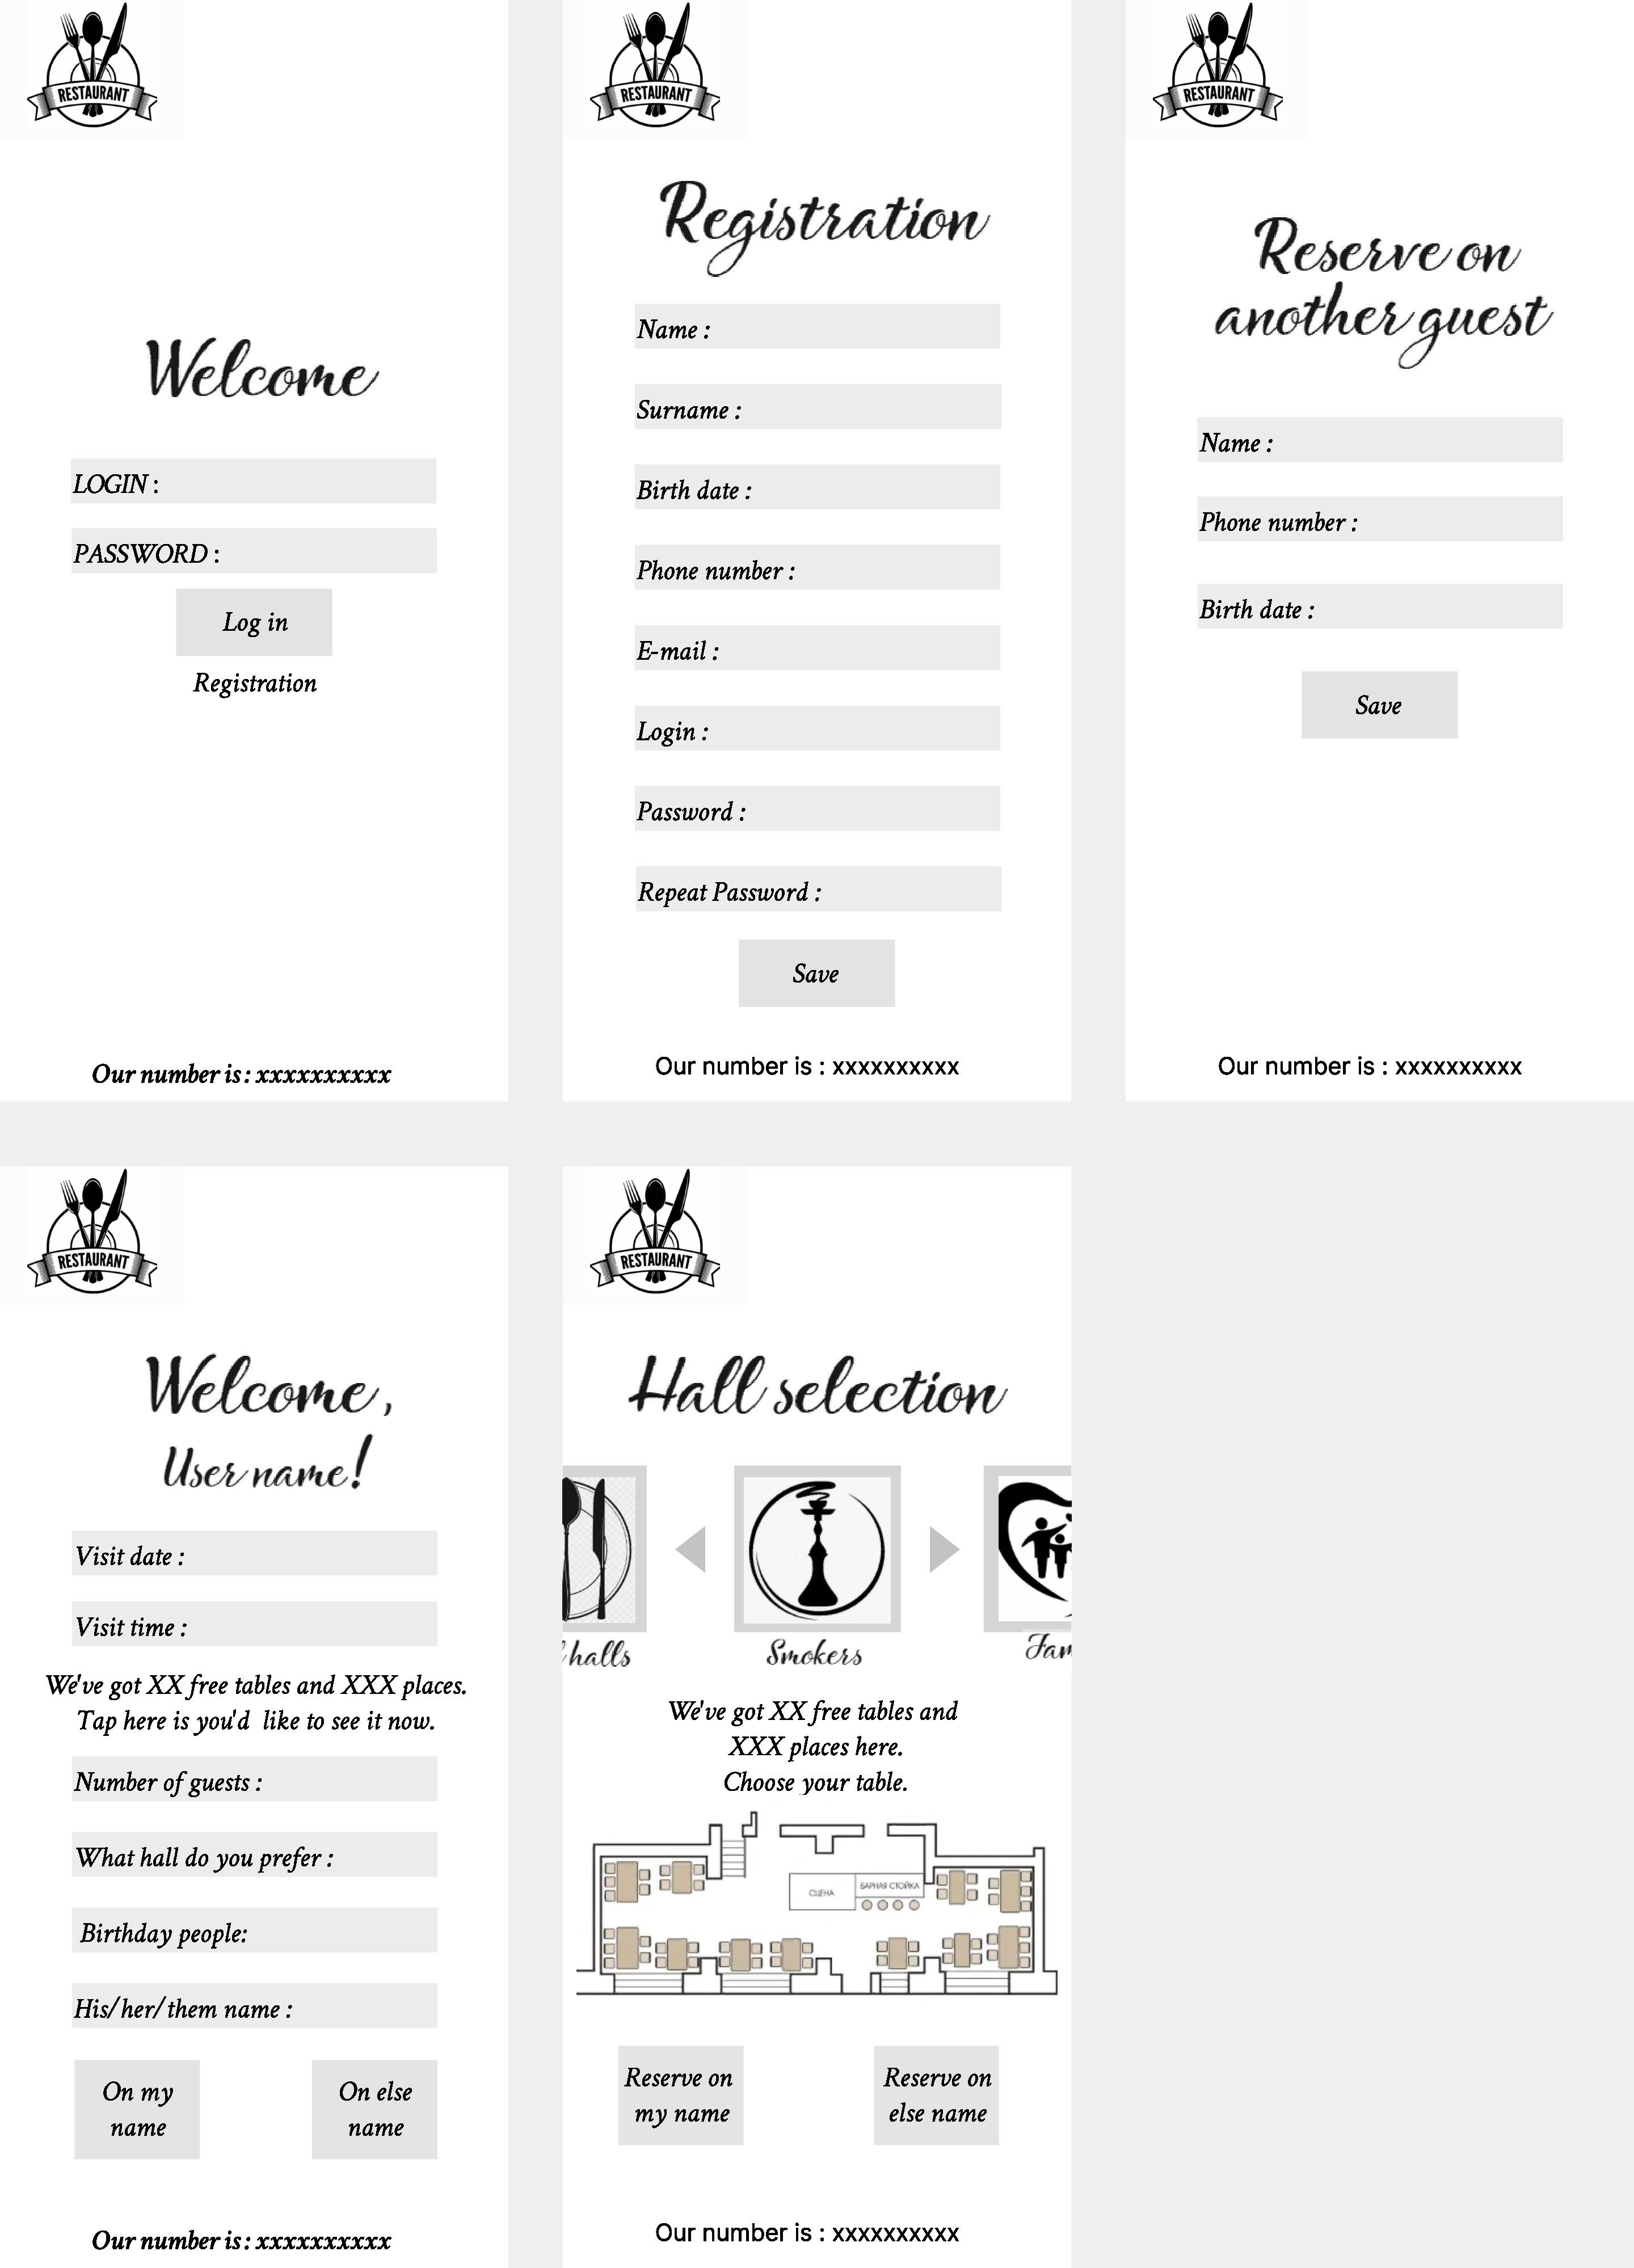 RESTAURANT
Welcome
LOGIN :
PASSWORD :
Log in
Registration
Our number is : xxxxxxxxxx
RESTAURANT
Registration
Name :
Surname :
Birth date :
Phone number :
E-mail :
Login :
Password :
Repeat Password :
Save
Our number is : xxxxxxxxxx
RESTAURANT
Reserve on
another guest
Name :
Phone number :
Birth date :
Save
Our number is : xxxxxxxxxx
RESTAURANT
Welcome,
User name!
Visit date :
Visit time :
We've got XX free tables and XXX places.
Tap here is you'd like to see it now.
Number of guests :
What hall do you prefer :
Birthday people:
His/her/them name :
On my
name
On else
name
Our number is : xxxxxxxxxx
RESTAURANT
Hall selection
halls
Smokers
Fam
We've got XX free tables and
XXX places here.
Choose your table.
СЦЕНА
БАРНАЯ СТОЙКА
Reserve on
my name
Reserve on
else name
Our number is : xxxxxxxxxx